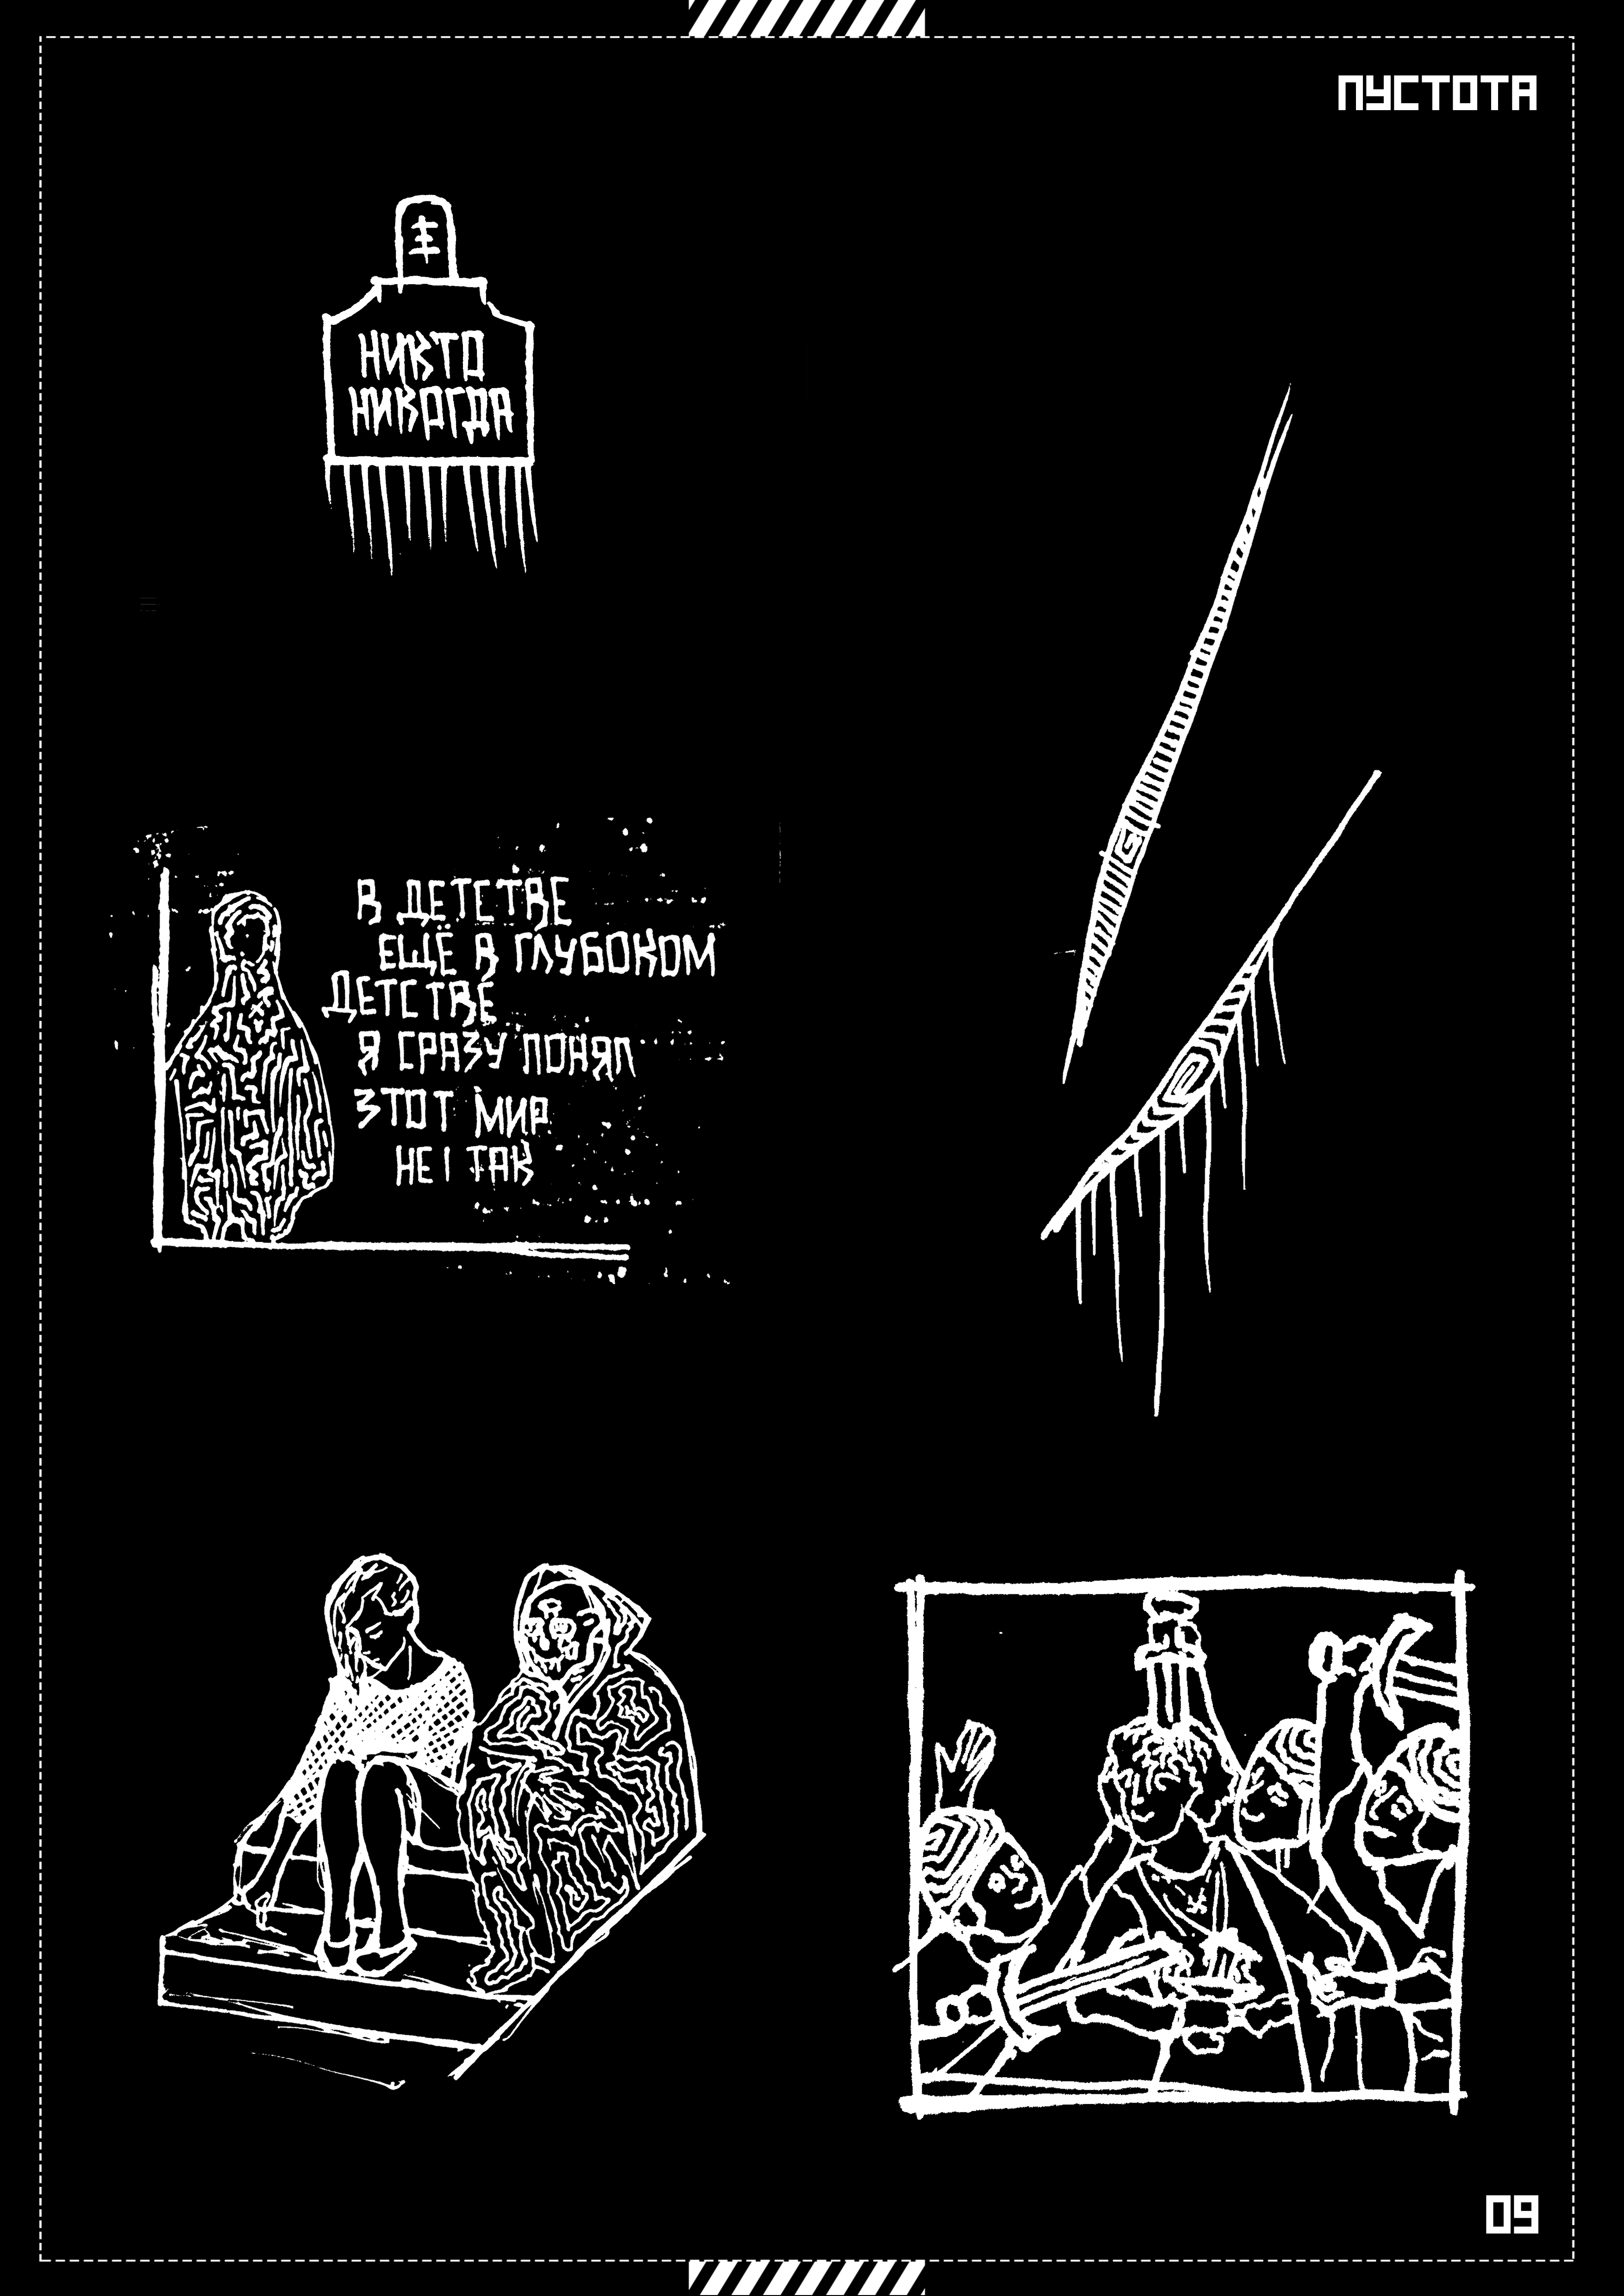 ПУСТОТА
НИКТО
НИКОГДА
В ДЕТСТВЕ
ЕЩЁ В ГЛУБОКОМ
ДЕТСТВЕ
Я СРАЗУ ПОНЯЛ
ЭТОТ МИР
НЕ ТАК
09